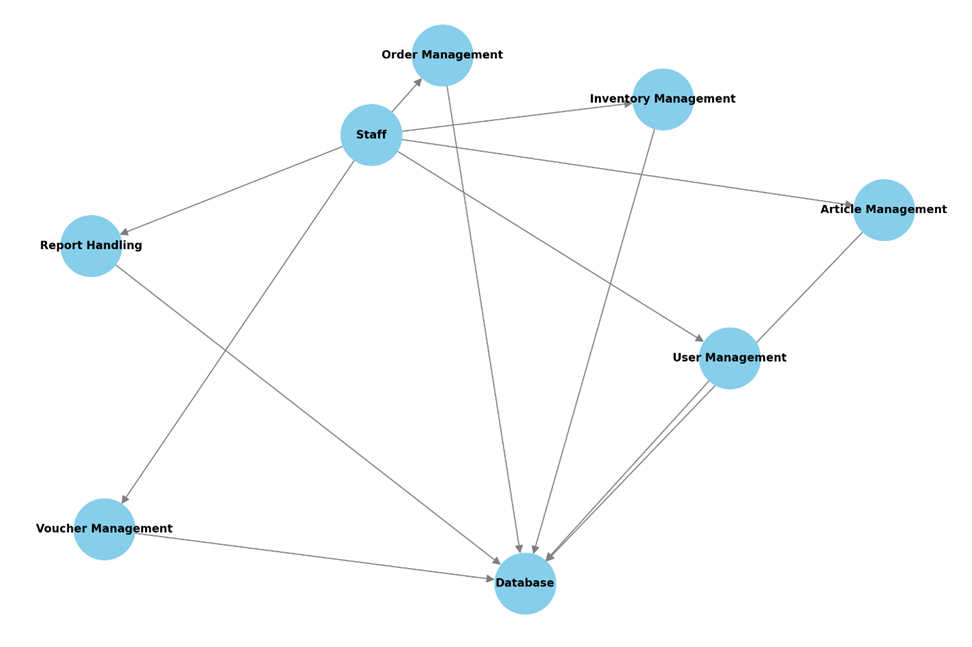 Order Management
Inventory Management
Staff
Article Management
Report Handling
User Management
Voucher Management
Database